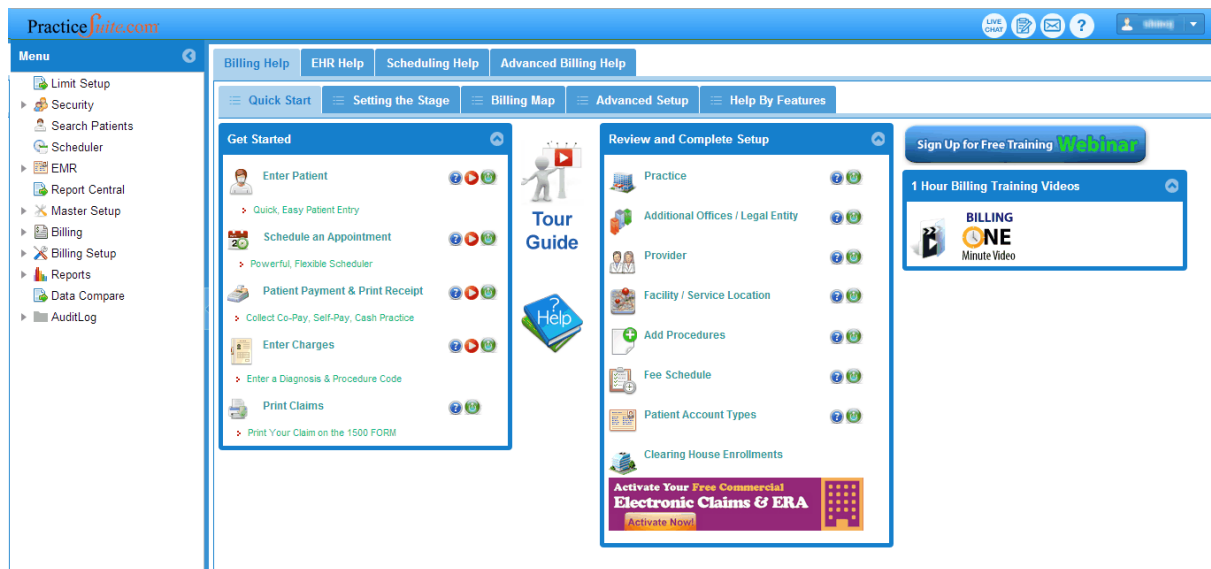 PracticeSuite.com
LIVE CHAT
?
Menu
Limit Setup
Security
Search Patients
Scheduler
EMR
Report Central
Master Setup
Billing
Billing Setup
Reports
Data Compare
AuditLog
Billing Help
EHR Help
Scheduling Help
Advanced Billing Help
Quick Start
Setting the Stage
Billing Map
Advanced Setup
Help By Features
Get Started
Enter Patient
Quick, Easy Patient Entry
Schedule an Appointment
Powerful, Flexible Scheduler
Patient Payment & Print Receipt
Collect Co-Pay, Self-Pay, Cash Practice
Enter Charges
Enter a Diagnosis & Procedure Code
Print Claims
Print Your Claim on the 1500 FORM
Tour
Guide
?
Help
Review and Complete Setup
Practice
Additional Offices / Legal Entity
Provider
Facility / Service Location
Add Procedures
Fee Schedule
Patient Account Types
Clearing House Enrollments
Activate Your Free Commercial
Electronic Claims & ERA
Activate Now!
Sign Up for Free Training Webinar
1 Hour Billing Training Videos
BILLING
ONE
Minute Video